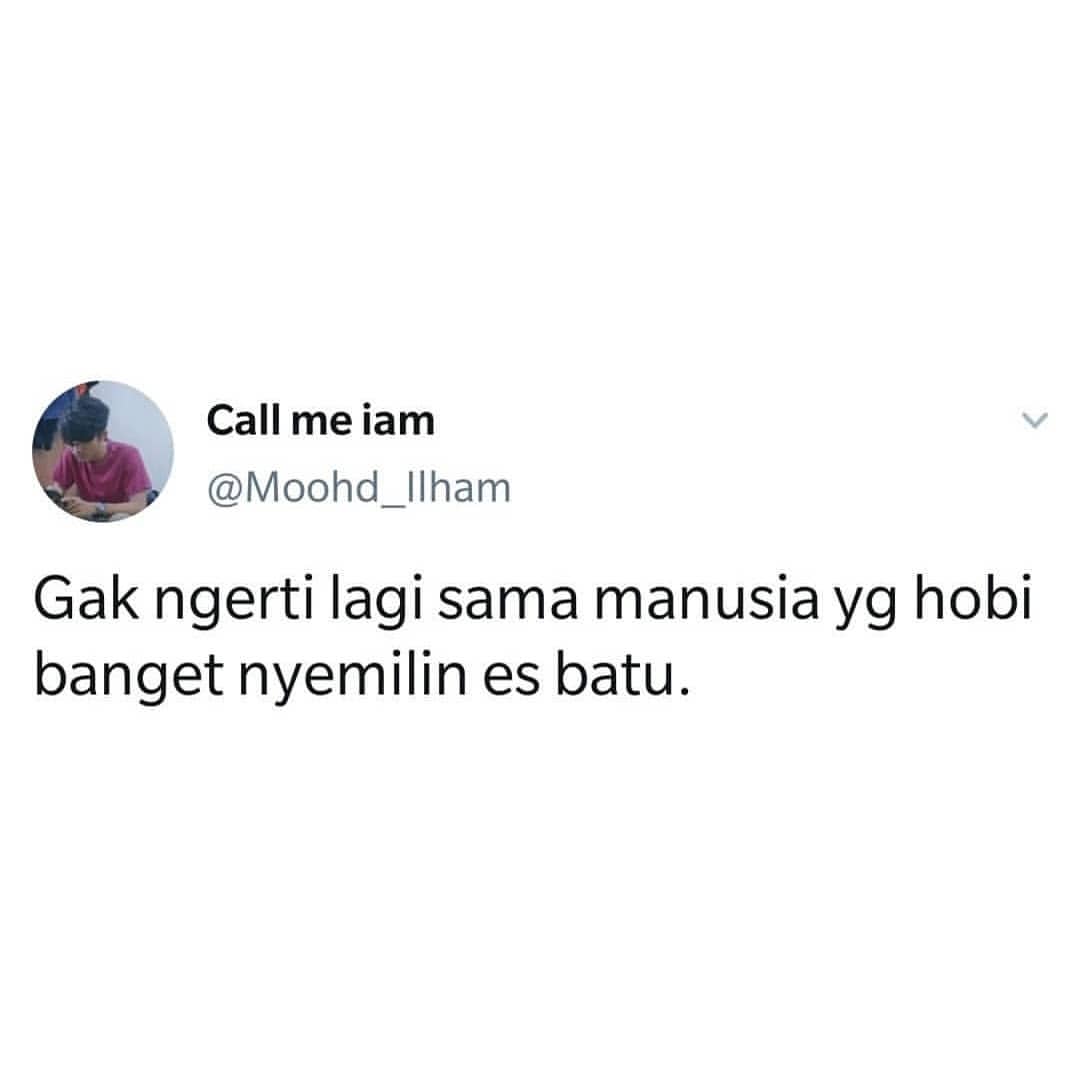 Call me iam
@Moohd_Ilham
Gak ngerti lagi sama manusia yg hobi
banget nyemilin es batu.